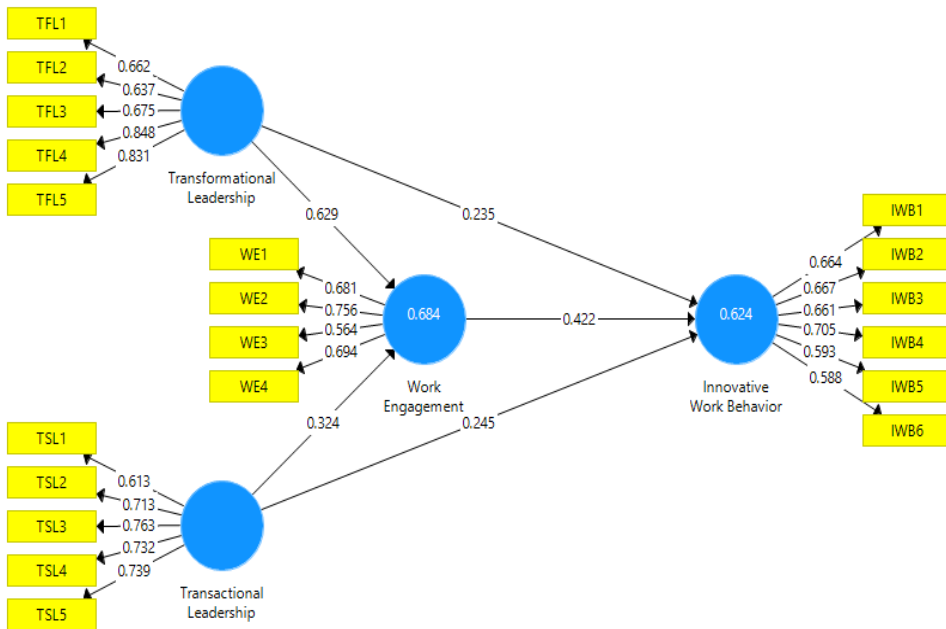 TFL1
TFL2
TFL3
TFL4
TFL5
0.662
0.637
0.675
0.848
0.831
Transformational
Leadership
0.629
0.235
WE1
WE2
WE3
WE4
0.681
0.756
0.564
0.694
0.684
Work
Engagement
0.422
0.624
Innovative
Work Behavior
0.664
0.667
0.661
0.705
0.593
0.588
IWB1
IWB2
IWB3
IWB4
IWB5
IWB6
0.324
0.245
TSL1
TSL2
TSL3
TSL4
TSL5
0.613
0.713
0.763
0.732
0.739
Transactional
Leadership